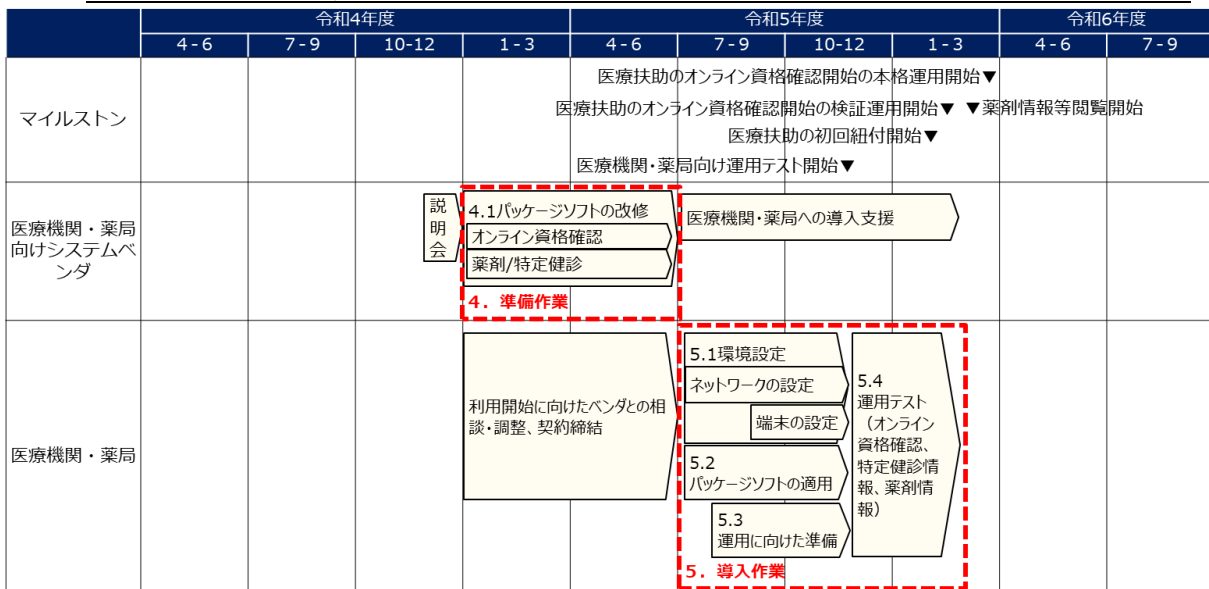 令和4年度
令和5年度
令和6年度
4-6
7-9
10-12
1-3
4-6
7-9
10-12
1-3
4-6
7-9
マイルストン
医療扶助のオンライン資格確認開始の本格運用開始▼
医療扶助のオンライン資格確認開始の検証運用開始▼ ▼薬剤情報等閲覧開始
医療扶助の初回紐付開始▼
医療機関・薬局向け運用テスト開始▼
医療機関・薬局
向けシステムベ
ンダ
説
明
会
4.1パッケージソフトの改修
オンライン資格確認
薬剤/特定健診
4．準備作業
医療機関・薬局への導入支援
医療機関・薬局
利用開始に向けたベンダとの相
談・調整、契約締結
5.1環境設定
ネットワークの設定
端末の設定
5.2
パッケージソフトの適用
5.3
運用に向けた準備
5.4
運用テスト
（オンライン
資格確認、
特定健診情
報、薬剤情
報）
5．導入作業